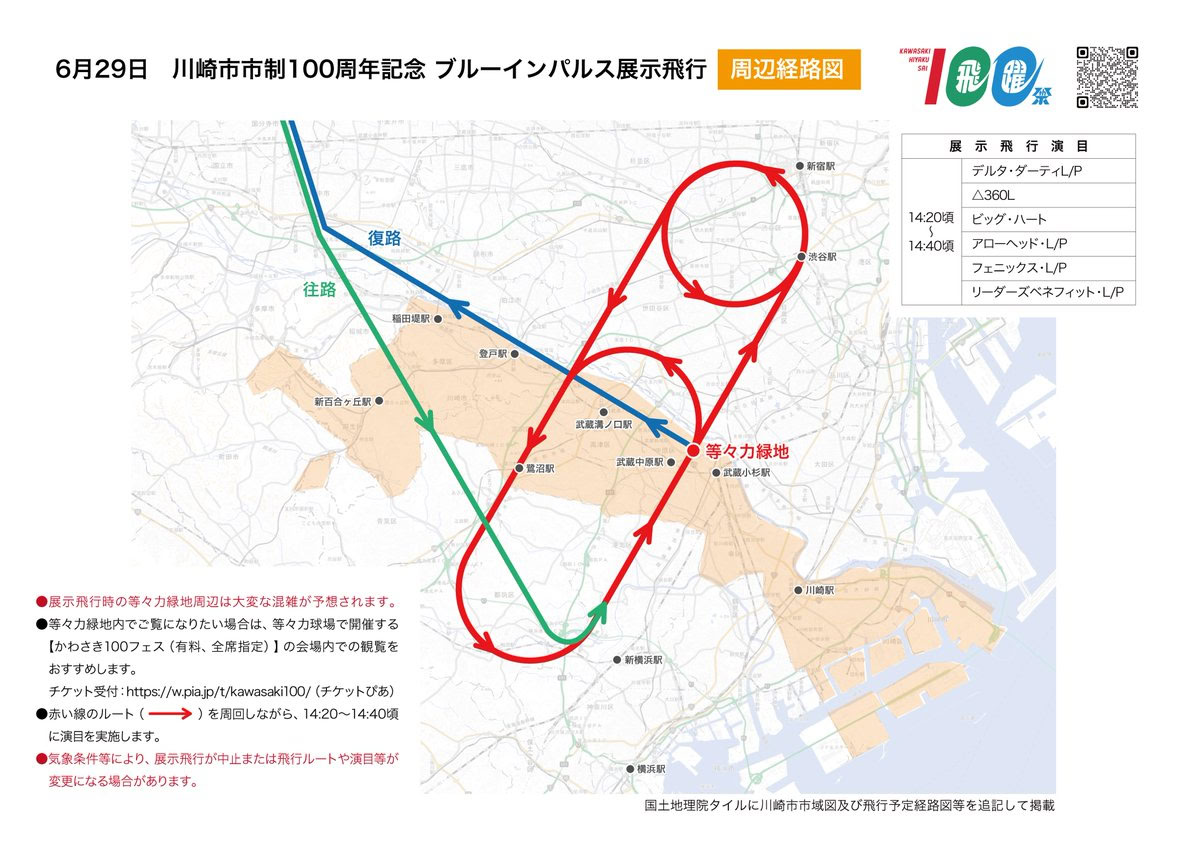 6月29日 川崎市市制100周年記念 ブルーインパルス展示飛行 周辺経路図
KAWASAKI
HIYAKU
SAI
100
飛躍祭
展示飛行演目
14:20頃
〜
14:40頃
デルタ・ダーティL/P
△360L
ビッグ・ハート
アローヘッド・L/P
フェニックス・L/P
リーダーズベネフィット・L/P
新宿駅
復路
渋谷駅
往路
稲田堤駅
登戸駅
新百合ヶ丘駅
武蔵溝ノ口駅
等々力緑地
武蔵中原駅
鷺沼駅
武蔵小杉駅
川崎駅
新横浜駅
横浜駅
●展示飛行時の等々力緑地周辺は大変な混雑が予想されます。
●等々力緑地内でご覧になりたい場合は、等々力球場で開催する
【かわさき100フェス（有料、全席指定）】の会場内での観覧を
おすすめします。
チケット受付：https://w.pia.jp/t/kawasaki100/（チケットぴあ）
●赤い線のルート（ → ）を周回しながら、14:20〜14:40頃
に演目を実施します。
●気象条件等により、展示飛行が中止または飛行ルートや演目等が
変更になる場合があります。
国土地理院タイルに川崎市市域図及び飛行予定経路図等を追記して掲載